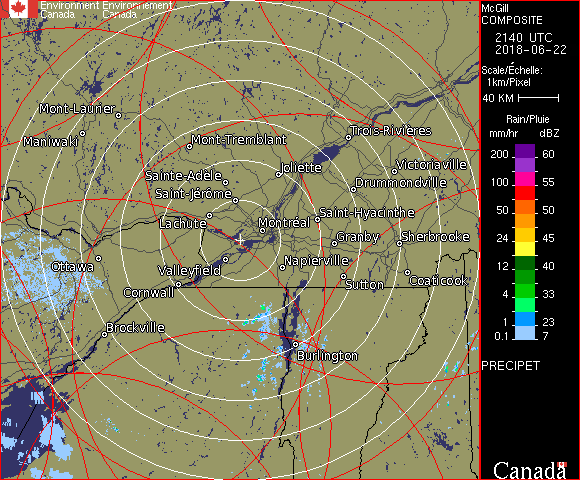 Environment Environnement
Canada Canada
McGill
COMPOSITE
2140 UTC
2018-06-22
Scale/Échelle:
1km/Pixel
40 KM
Rain/Pluie
mm/hr dBZ
200 60
155
100 55
50 50
24 45
12 40
4 33
1 23
0.1 7
PRECIPET
Canada
Mont-Laurier
Maniwaki
Mont-Tremblant
Trois-Rivières
Sainte-Adèle
Joliette
Victoriaville
Saint-Jérôme
Drummondville
Lachute
Montréal
Saint-Hyacinthe
Granby
Sherbrooke
Ottawa
Valleyfield
Napierville
Cornwall
Sutton
Coaticook
Brockville
Burlington